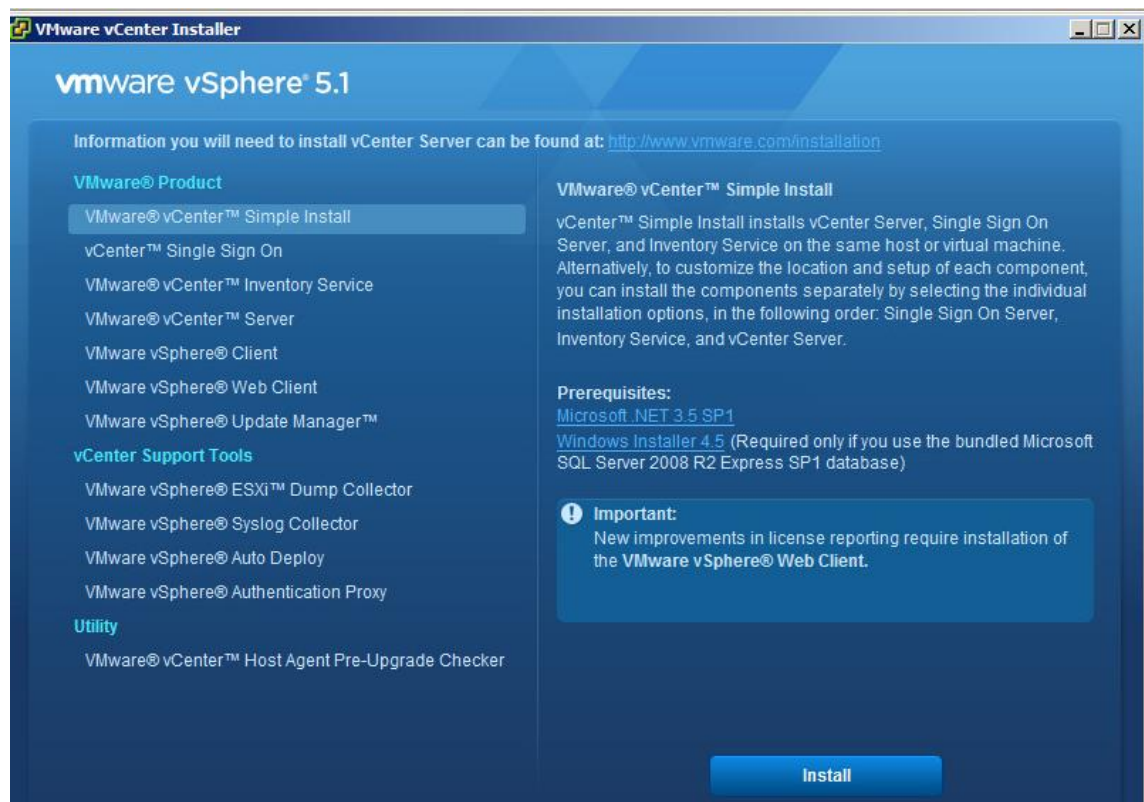 VMware vCenter Installer
vmware vSphere® 5.1
Information you will need to install vCenter Server can be found at: http://www.vmware.com/installation
VMware® Product
VMware® vCenter™ Simple Install
vCenter™ Single Sign On
VMware® vCenter™ Inventory Service
VMware® vCenter™ Server
VMware vSphere® Client
VMware vSphere® Web Client
VMware vSphere® Update Manager™
vCenter Support Tools
VMware vSphere® ESXi™ Dump Collector
VMware vSphere® Syslog Collector
VMware vSphere® Auto Deploy
VMware vSphere® Authentication Proxy
Utility
VMware® vCenter™ Host Agent Pre-Upgrade Checker
VMware® vCenter™ Simple Install
vCenter™ Simple Install installs vCenter Server, Single Sign On
Server, and Inventory Service on the same host or virtual machine.
Alternatively, to customize the location and setup of each component,
you can install the components separately by selecting the individual
installation options, in the following order: Single Sign On Server,
Inventory Service, and vCenter Server.
Prerequisites:
Microsoft .NET 3.5 SP1
Windows Installer 4.5 (Required only if you use the bundled Microsoft
SQL Server 2008 R2 Express SP1 database)
Important:
New improvements in license reporting require installation of
the VMware vSphere® Web Client.
Install